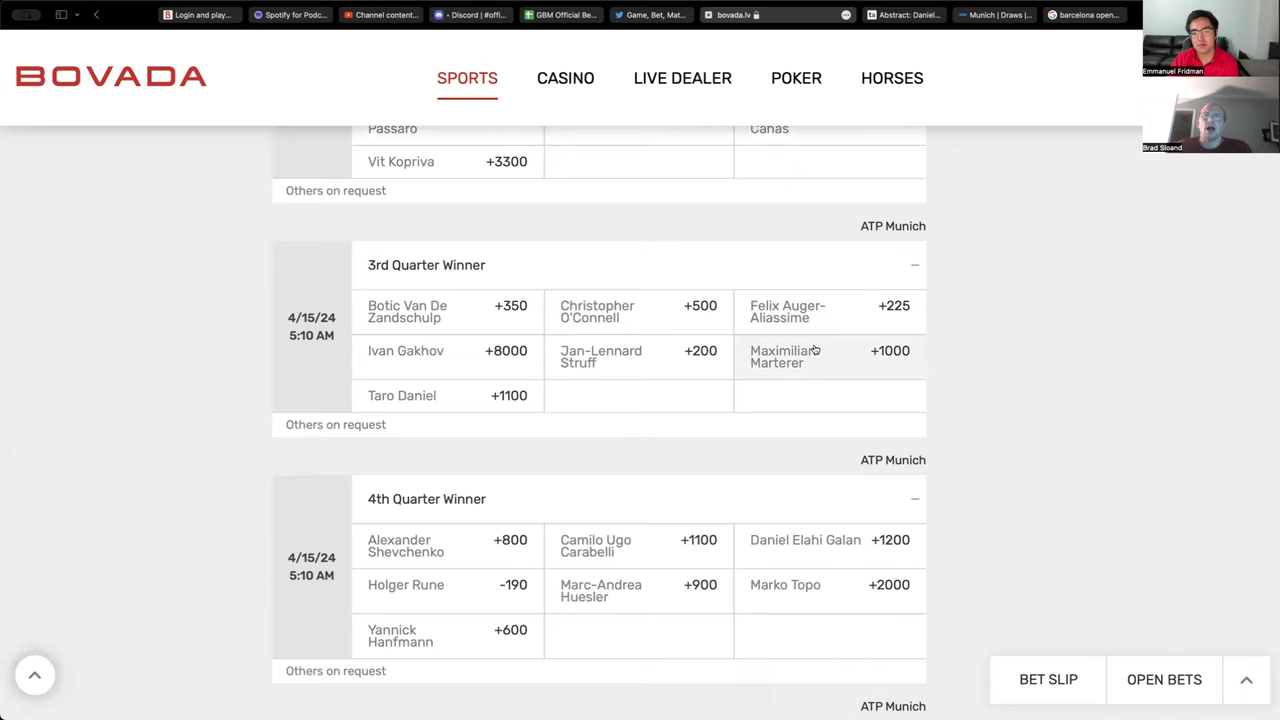 Login and play...
Spotify for Podc...
Channel content...
Discord | #offi...
GBM Official Be...
Game, Bet, Mat...
bovada.lv
Abstract: Daniel...
Munich | Draws |...
barcelona open...
BOVADA
SPORTS
CASINO
LIVE DEALER
POKER
HORSES
Emmanuel Fridman
Brad Sloand
Passaro
Canas
Vit Kopriva +3300
Others on request
ATP Munich
3rd Quarter Winner
4/15/24
5:10 AM
Botic Van De
Zandschulp
+350
Christopher
O'Connell
+500
Felix Auger-
Aliassime
+225
Ivan Gakhov +8000
Jan-Lennard
Struff
+200
Maximilian
Marterer
+1000
Taro Daniel +1100
Others on request
ATP Munich
4th Quarter Winner
4/15/24
5:10 AM
Alexander
Shevchenko
+800
Camilo Ugo
Carabelli
+1100
Daniel Elahi Galan +1200
Holger Rune -190
Marc-Andrea
Huesler
+900
Marko Topo +2000
Yannick
Hanfmann
+600
Others on request
ATP Munich
BET SLIP
OPEN BETS